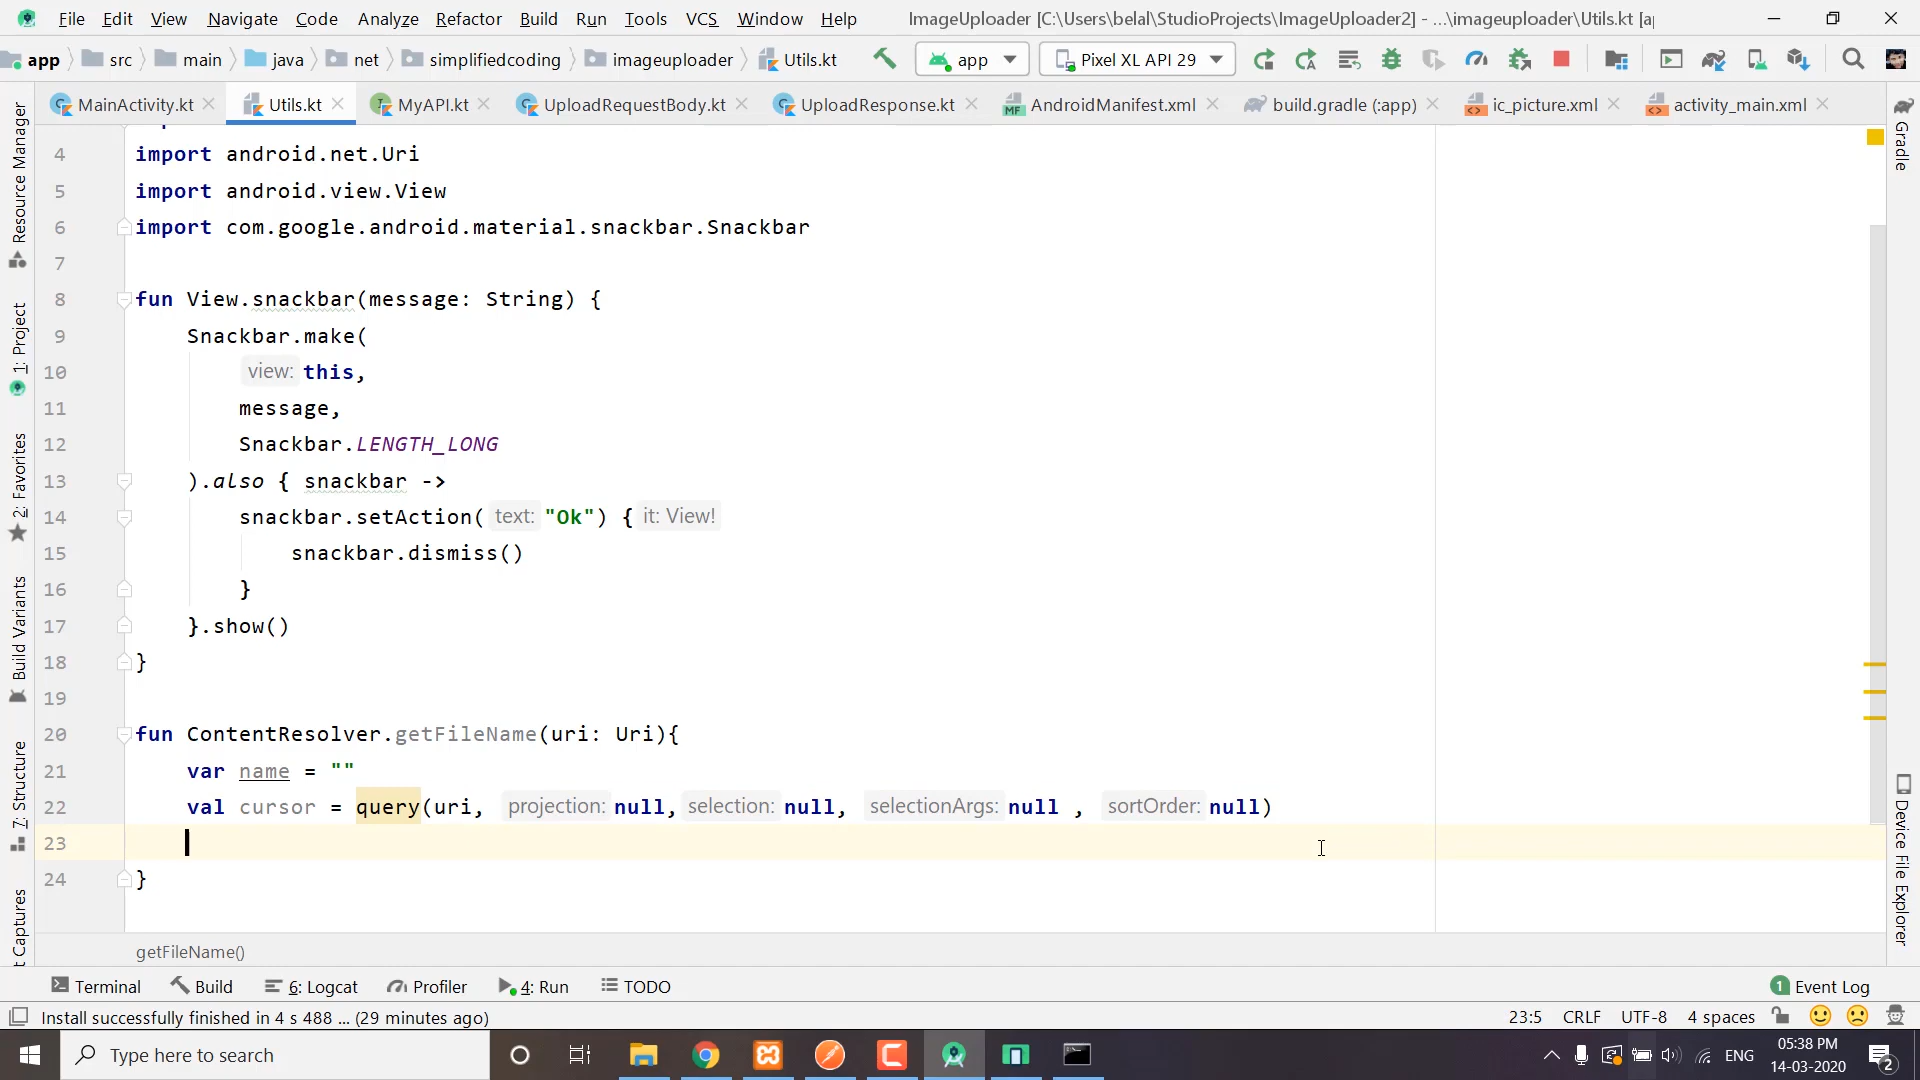 File Edit View Navigate Code Analyze Refactor Build Run Tools VCS Window Help ImageUploader [C:\Users\belal\StudioProjects\ImageUploader2] - ...\imageuploader\Utils.kt [a
app src main java net simplifiedcoding imageuploader Utils.kt app Pixel XL API 29
MainActivity.kt Utils.kt MyAPI.kt UploadRequestBody.kt UploadResponse.kt AndroidManifest.xml build.gradle (:app) ic_picture.xml activity_main.xml
Resource Manager
1: Project
2: Favorites
Build Variants
7: Structure
t Captures
4 import android.net.Uri
5 import android.view.View
6 import com.google.android.material.snackbar.Snackbar
7
8 fun View.snackbar(message: String) {
9 Snackbar.make(
10 view: this,
11 message,
12 Snackbar.LENGTH_LONG
13 ).also { snackbar ->
14 snackbar.setAction( text: "Ok") { it: View!
15 snackbar.dismiss()
16 }
17 }.show()
18 }
19
20 fun ContentResolver.getFileName(uri: Uri){
21 var name = ""
22 val cursor = query(uri, projection: null, selection: null, selectionArgs: null , sortOrder: null)
23
24 }
Gradle
Device File Explorer
getFileName()
Terminal Build 6: Logcat Profiler 4: Run TODO 1 Event Log
Install successfully finished in 4 s 488 ... (29 minutes ago) 23:5 CRLF UTF-8 4 spaces
Type here to search ENG 05:38 PM
14-03-2020 2